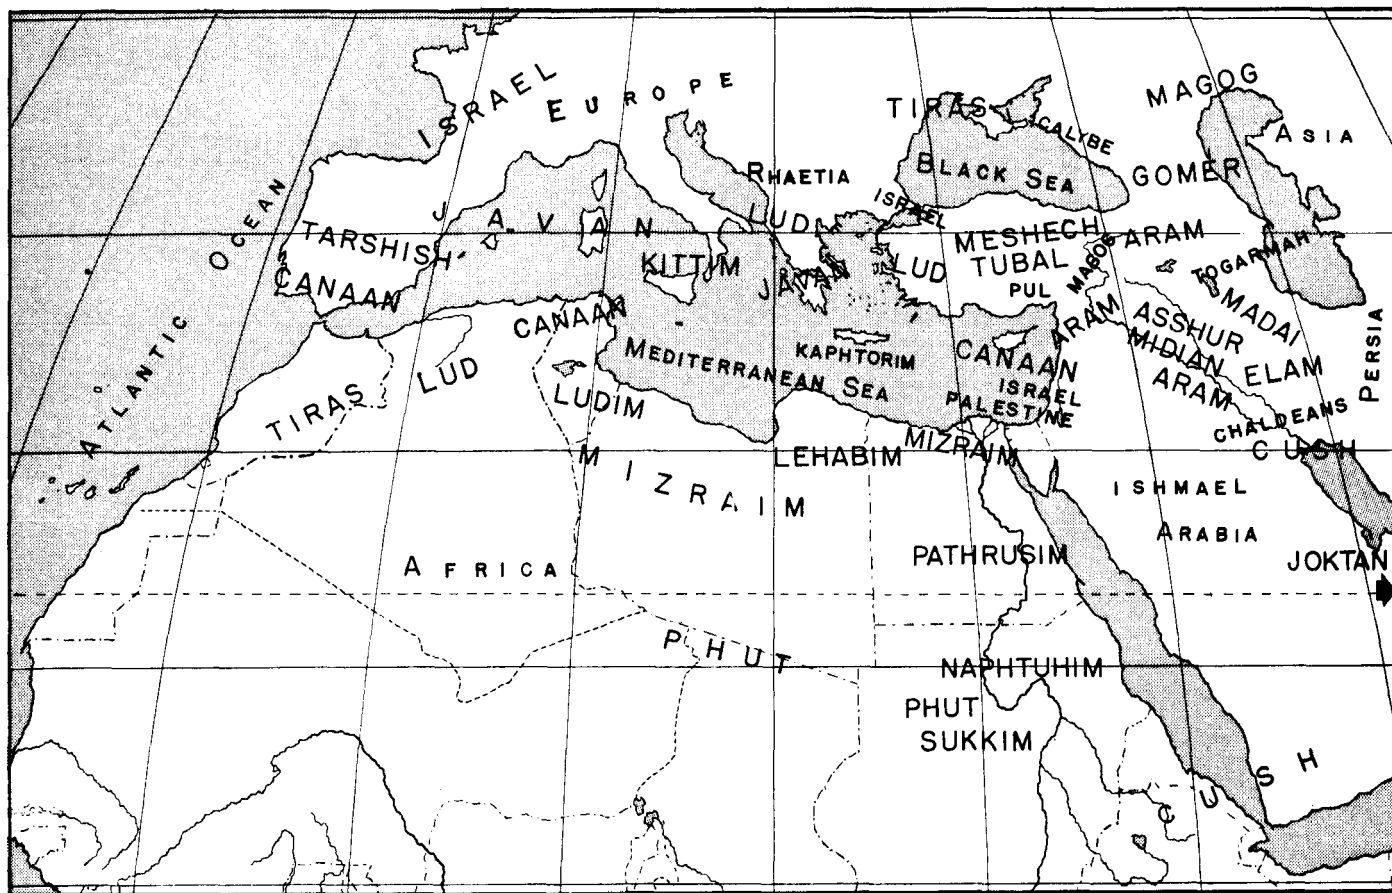 ISRAEL
EUROPE
MAGOG
ASIA
TIRAS
SCALYBE
BLACK SEA
GOMER
RHAETIA
ISRAEL
LUD
JAVAN
TARSHISH
CANAAN
KITTIM
JAVAN
LUD
MESHECH
TUBAL
PUL
MAGOG
ARAM
TOGARMAH
MADAI
ATLANTIC OCEAN
CANAAN
MEDITERRANEAN SEA
KAPHTORIM
CANAAN
ISRAEL
PALESTINE
ARAM
ASSHUR
MIDIAN
ARAM
ELAM
PERSIA
CHALDEANS
CUSH
TIRAS
LUD
LUDIM
MIZRAIM
LEHABIM
MIZRAIM
ISHMAEL
ARABIA
JOKTAN
AFRICA
PATHRUSIM
PHUT
NAPHTUHIM
PHUT
SUKKIM
CUSH